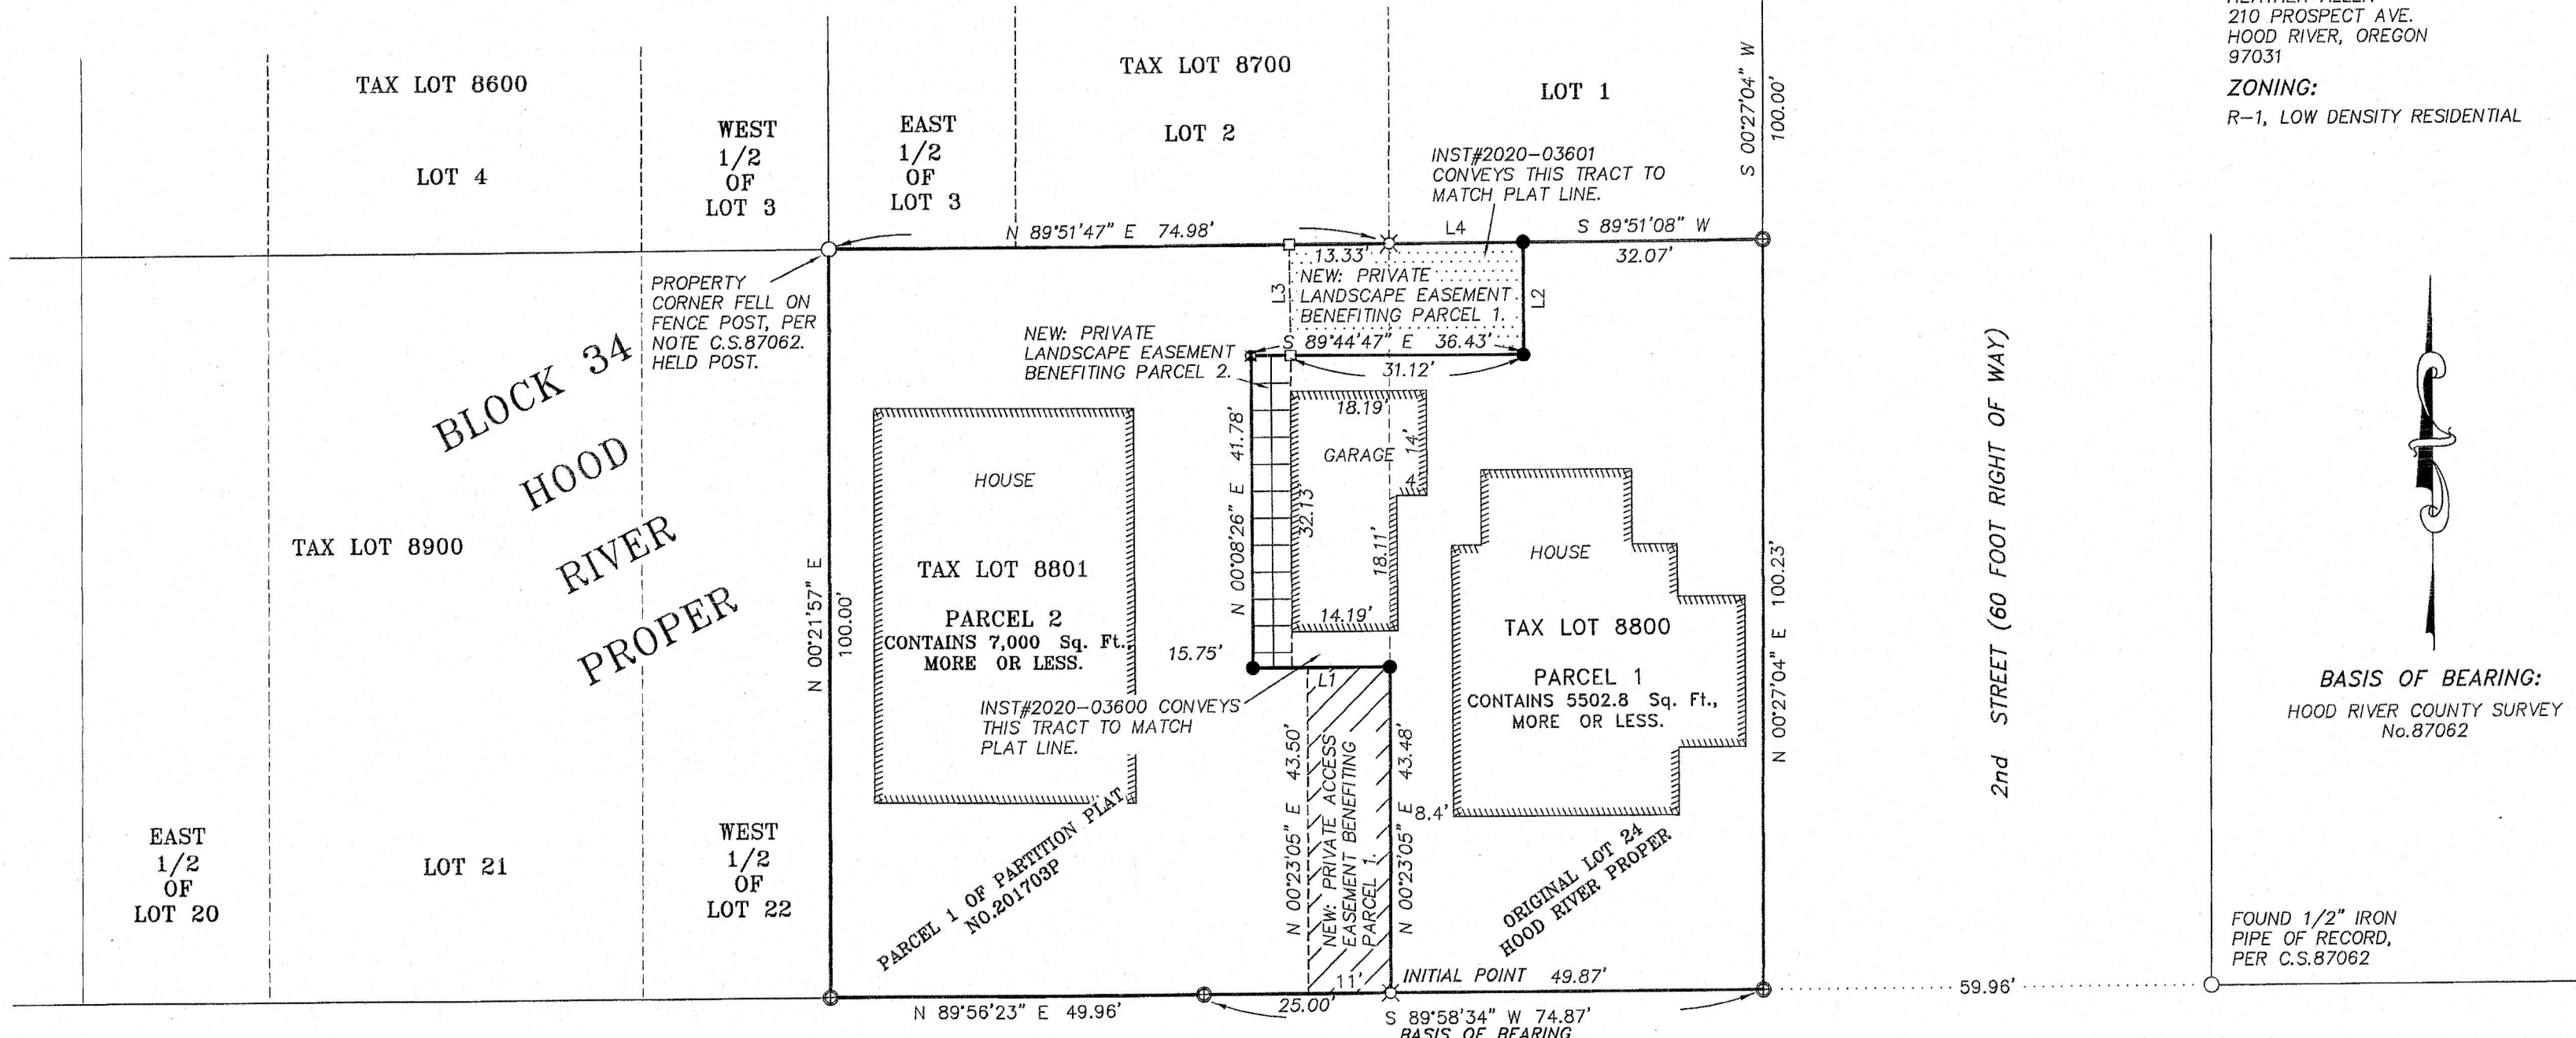 210 PROSPECT AVE.
HOOD RIVER, OREGON
97031
ZONING:
R-1, LOW DENSITY RESIDENTIAL
TAX LOT 8600
LOT 4
WEST
1/2
OF
LOT 3
EAST
1/2
OF
LOT 3
TAX LOT 8700
LOT 2
LOT 1
S 00°27'04" W
100.00'
INST#2020-03601
CONVEYS THIS TRACT TO
MATCH PLAT LINE.
N 89°51'47" E 74.98'
L4
S 89°51'08" W
32.07'
13.33'
NEW: PRIVATE
LANDSCAPE EASEMENT
BENEFITING PARCEL 1.
L3
L2
PROPERTY
CORNER FELL ON
FENCE POST, PER
NOTE C.S.87062.
HELD POST.
NEW: PRIVATE
LANDSCAPE EASEMENT
BENEFITING PARCEL 2.
S 89°44'47" E 36.43'
31.12'
BLOCK 34
HOOD
RIVER
PROPER
TAX LOT 8900
N 00°21'57" E
100.00'
HOUSE
TAX LOT 8801
PARCEL 2
CONTAINS 7,000 Sq. Ft.,
MORE OR LESS.
N 00°08'26" E 41.78'
18.19'
GARAGE
14'
4'
32.13'
18.11'
14.19'
15.75'
L1
INST#2020-03600 CONVEYS
THIS TRACT TO MATCH
PLAT LINE.
HOUSE
TAX LOT 8800
PARCEL 1
CONTAINS 5502.8 Sq. Ft.,
MORE OR LESS.
N 00°27'04" E 100.23'
2nd STREET (60 FOOT RIGHT OF WAY)
BASIS OF BEARING:
HOOD RIVER COUNTY SURVEY
No.87062
N 00°23'05" E 43.50'
NEW: PRIVATE ACCESS
EASEMENT BENEFITING
PARCEL 1.
N 00°23'05" E 43.48'
8.4'
PARCEL 1 OF PARTITION PLAT
NO.201703P
ORIGINAL LOT 24
HOOD RIVER PROPER
EAST
1/2
OF
LOT 20
LOT 21
WEST
1/2
OF
LOT 22
FOUND 1/2" IRON
PIPE OF RECORD,
PER C.S.87062
11'
INITIAL POINT 49.87'
59.96'
N 89°56'23" E 49.96'
25.00'
S 89°58'34" W 74.87'
BASIS OF BEARING